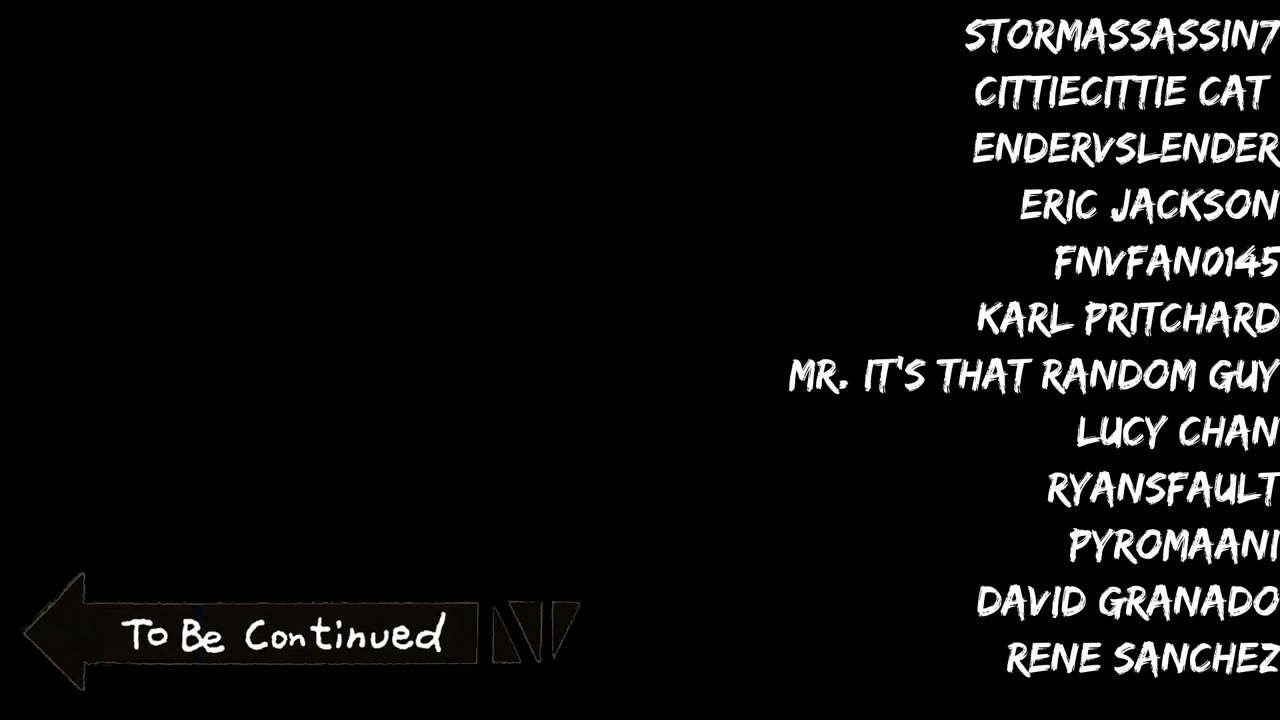 STORMASSASSIN7
CITTIECITTIE CAT
ENDERVSLENDER
ERIC JACKSON
FNVFAN0145
KARL PRITCHARD
MR. IT'S THAT RANDOM GUY
LUCY CHAN
RYANSFAULT
PYROMAANI
DAVID GRANADO
RENE SANCHEZ
To Be Continued